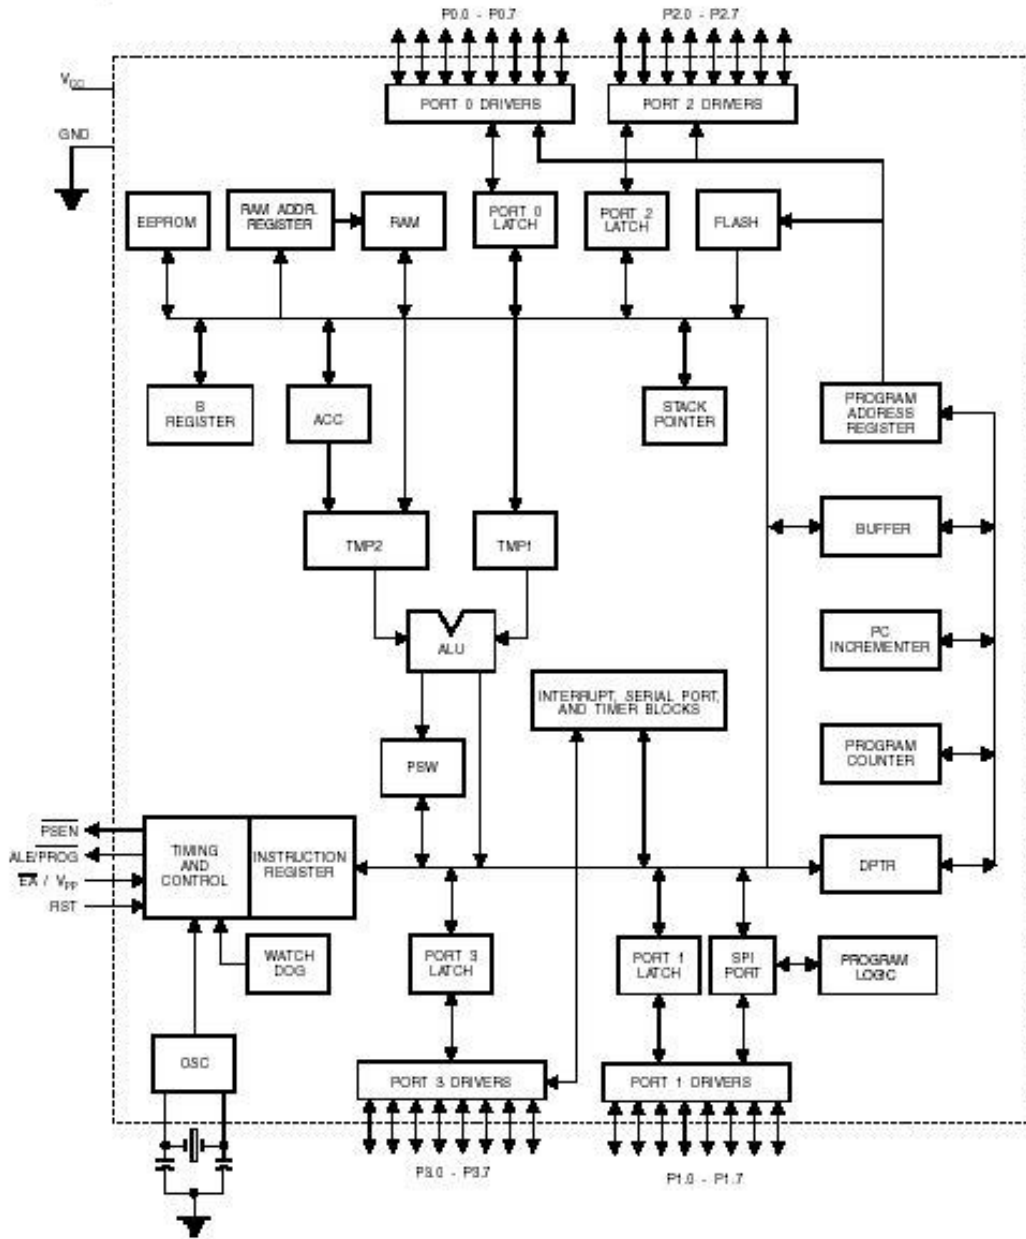 P0.0 - P0.7
P2.0 - P2.7
VCC
PORT 0 DRIVERS
PORT 2 DRIVERS
GND
EEPROM
RAM ADDR.
REGISTER
RAM
PORT 0
LATCH
PORT 2
LATCH
FLASH
B
REGISTER
ACC
STACK
POINTER
PROGRAM
ADDRESS
REGISTER
TMP2
TMP1
BUFFER
ALU
PC
INCREMENTER
INTERRUPT, SERIAL PORT,
AND TIMER BLOCKS
PSW
PROGRAM
COUNTER
PSEN
ALE/PROG
EA / VPP
RST
TIMING
AND
CONTROL
INSTRUCTION
REGISTER
DPTR
WATCH
DOG
PORT 3
LATCH
PORT 1
LATCH
SPI
PORT
PROGRAM
LOGIC
OSC
PORT 3 DRIVERS
PORT 1 DRIVERS
P3.0 - P3.7
P1.0 - P1.7